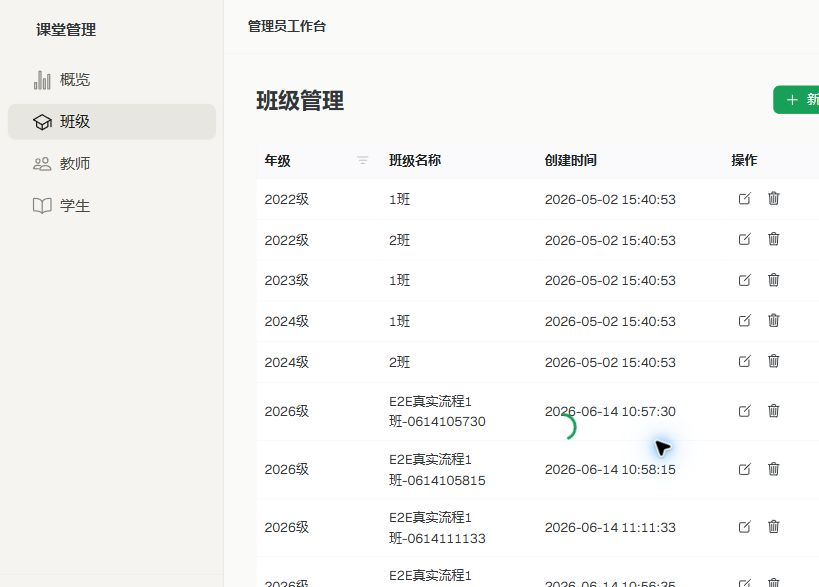 课堂管理
概览
班级
教师
学生
管理员工作台
班级管理
新
年级 班级名称 创建时间 操作
2022级 1班 2026-05-02 15:40:53
2022级 2班 2026-05-02 15:40:53
2023级 1班 2026-05-02 15:40:53
2024级 1班 2026-05-02 15:40:53
2024级 2班 2026-05-02 15:40:53
E2E真实流程1
2026级 班-0614105730 2026-06-14 10:57:30
E2E真实流程1
2026级 班-0614105815 2026-06-14 10:58:15
E2E真实流程1
2026级 班-0614111133 2026-06-14 11:11:33
E2E真实流程1
2026级 2026-06-14 10:56:35